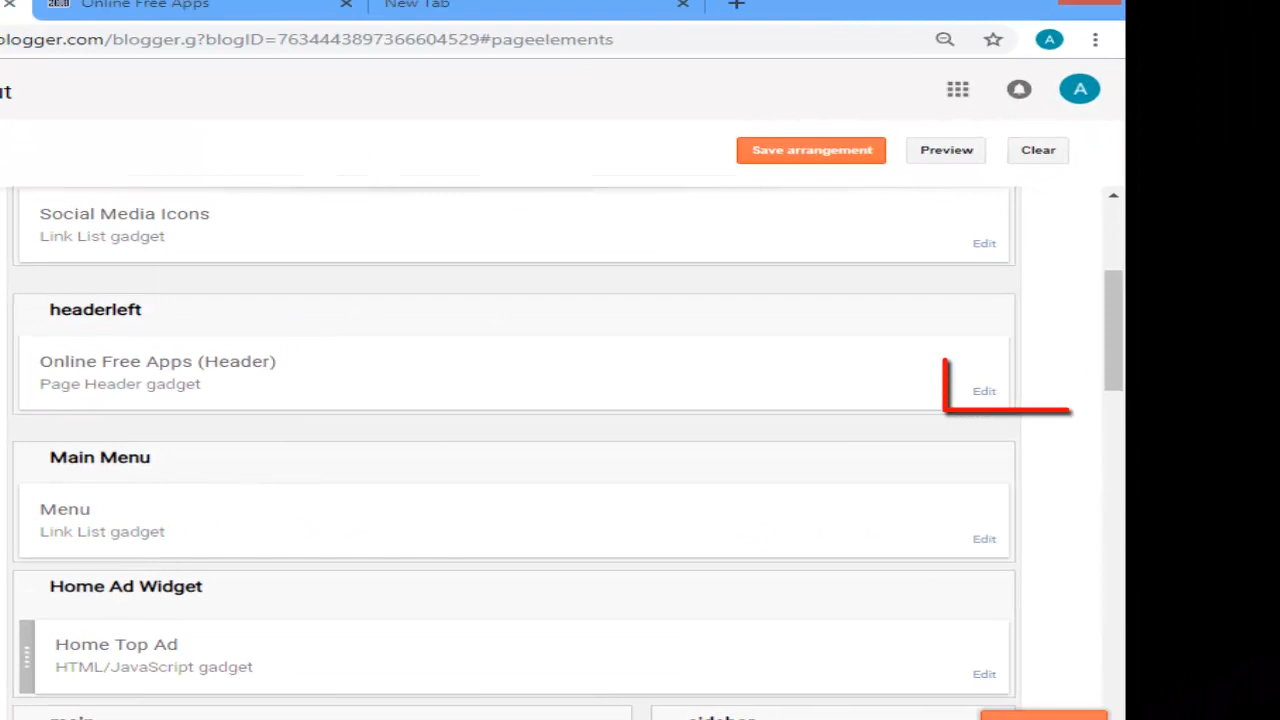 Online Free Apps
New Tab
blogger.com/blogger.g?blogID=7634443897366604529#pageelements
A
A
Save arrangement
Preview
Clear
Social Media Icons
Link List gadget
Edit
headerleft
Online Free Apps (Header)
Page Header gadget
Edit
Main Menu
Menu
Link List gadget
Edit
Home Ad Widget
Home Top Ad
HTML/JavaScript gadget
Edit
main
sidebar